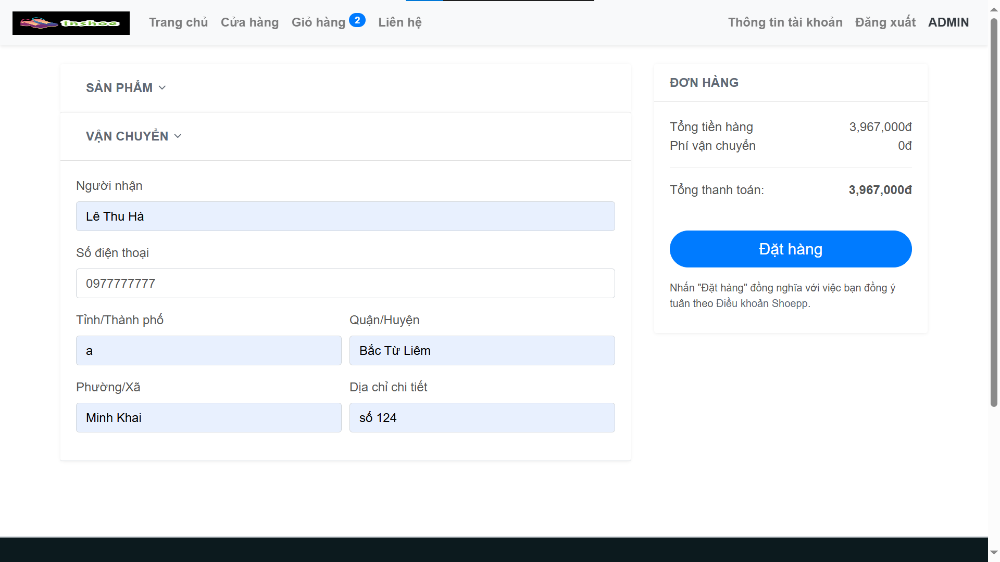 tnshoe
Trang chủ
Cửa hàng
Giỏ hàng 2
Liên hệ
Thông tin tài khoản
Đăng xuất
ADMIN
SẢN PHẨM
VẬN CHUYỂN
Người nhận
Lê Thu Hà
Số điện thoại
0977777777
Tỉnh/Thành phố
Quận/Huyện
a
Bắc Từ Liêm
Phường/Xã
Dịa chỉ chi tiết
Minh Khai
số 124
ĐƠN HÀNG
Tổng tiền hàng 3,967,000đ
Phí vận chuyển 0đ
Tổng thanh toán: 3,967,000đ
Đặt hàng
Nhấn "Đặt hàng" đồng nghĩa với việc bạn đồng ý
tuân theo Điều khoản Shoepp.